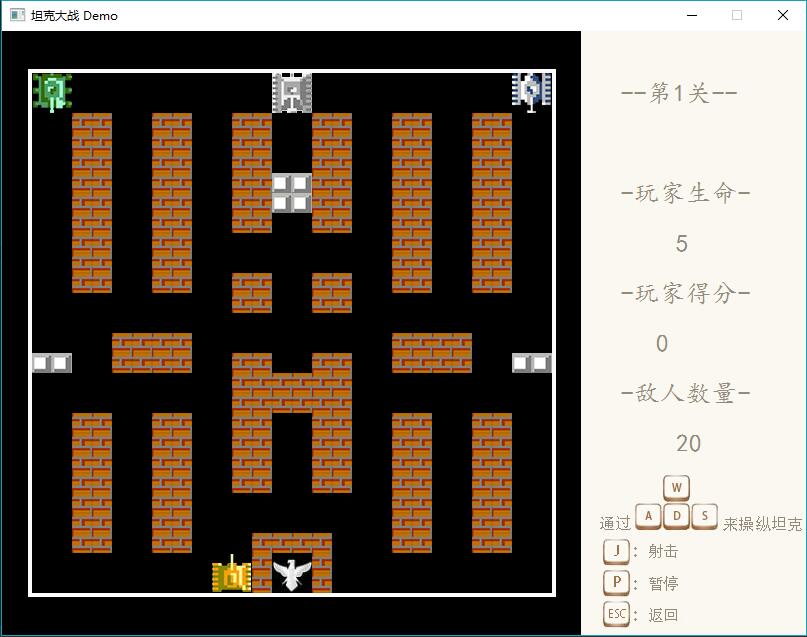 坦克大战 Demo
--第1关--
-玩家生命-
5
-玩家得分-
0
-敌人数量-
20
W
通过 A D S 来操纵坦克
J : 射击
P : 暂停
ESC : 返回